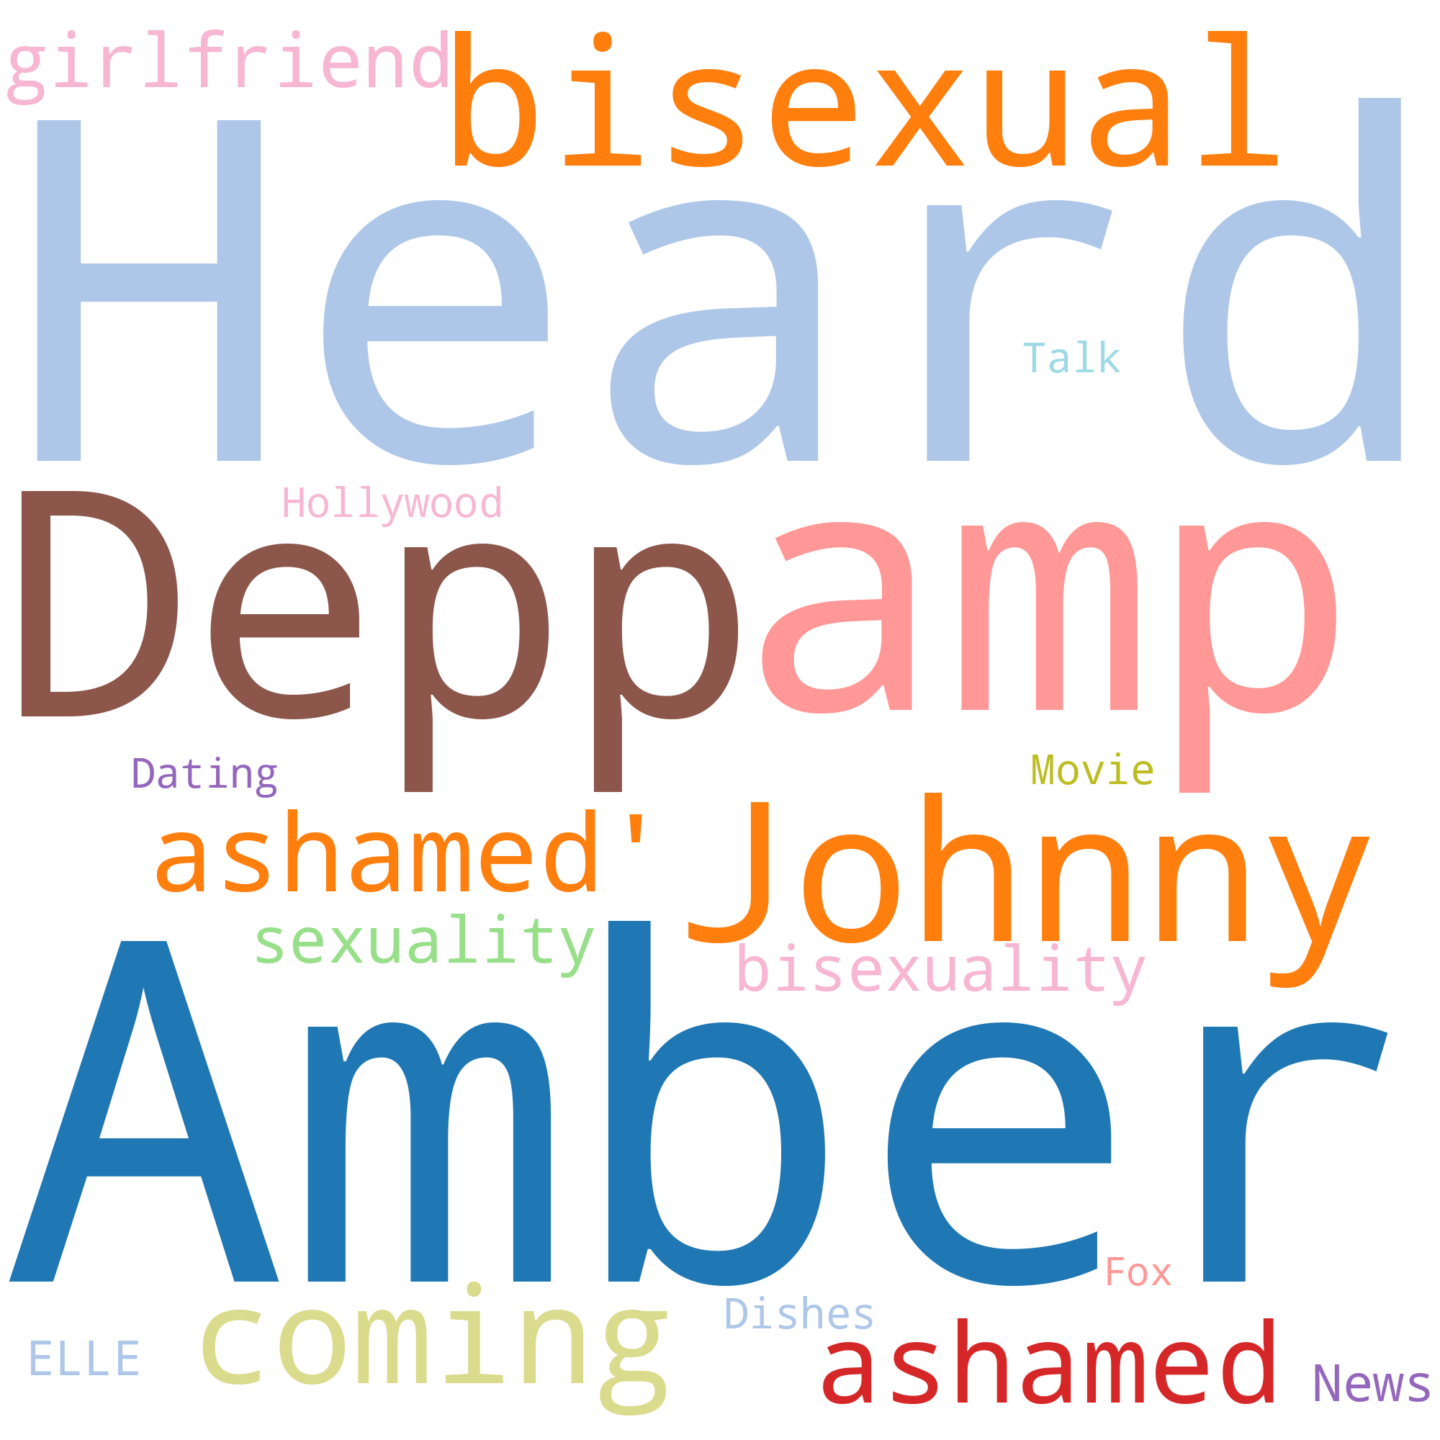 girlfriend
bisexual
Heard
Talk
Hollywood
Depp
amp
Dating
Movie
ashamed'
Johnny
sexuality
bisexuality
Amber
Fox
coming
Dishes
ELLE
ashamed
News